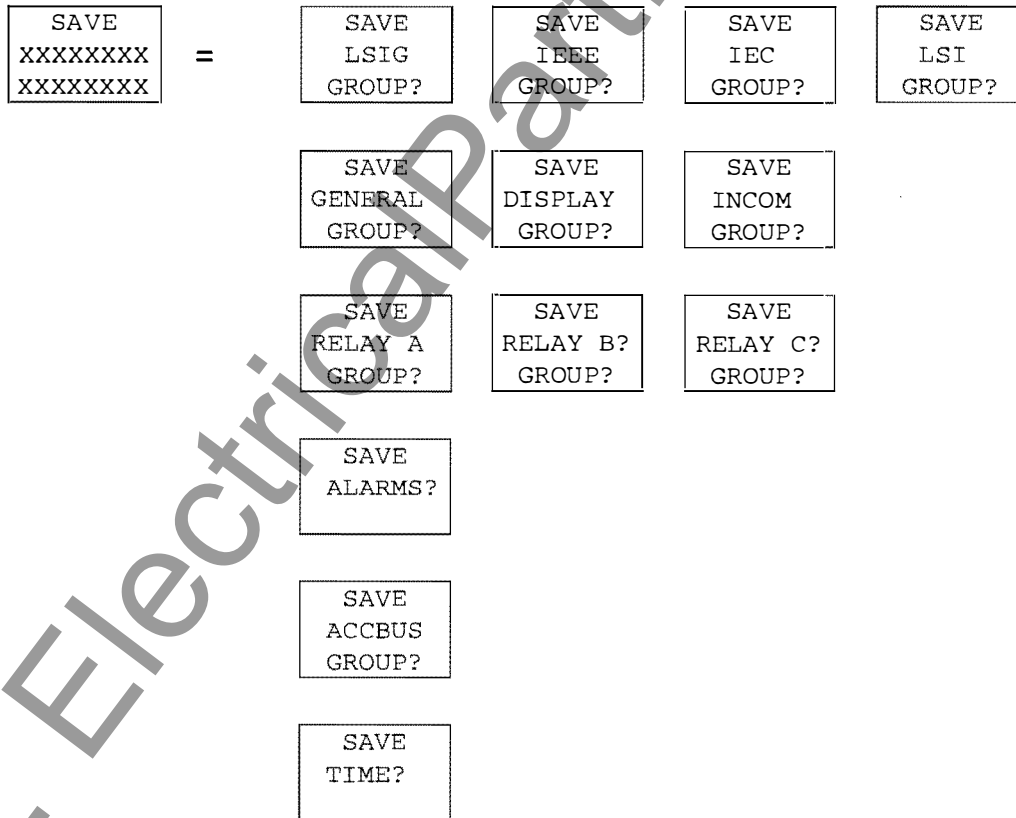 SAVE
XXXXXXXX
XXXXXXXX
=
SAVE
LSIG
GROUP?
SAVE
IEEE
GROUP?
SAVE
IEC
GROUP?
SAVE
LSI
GROUP?
SAVE
GENERAL
GROUP?
SAVE
DISPLAY
GROUP?
SAVE
INCOM
GROUP?
SAVE
RELAY A
GROUP?
SAVE
RELAY B?
GROUP?
SAVE
RELAY C?
GROUP?
SAVE
ALARMS?
SAVE
ACCBUS
GROUP?
SAVE
TIME?
ElectricalPart